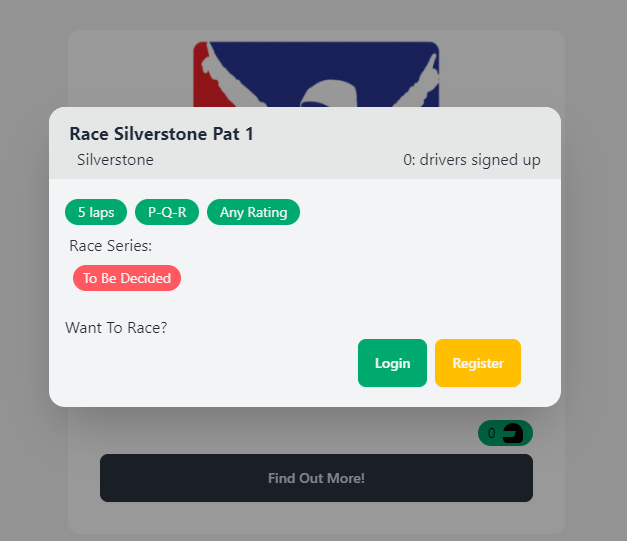 Race Silverstone Pat 1
Silverstone 0: drivers signed up
5 laps P-Q-R Any Rating
Race Series:
To Be Decided
Want To Race?
Login Register
0
Find Out More!